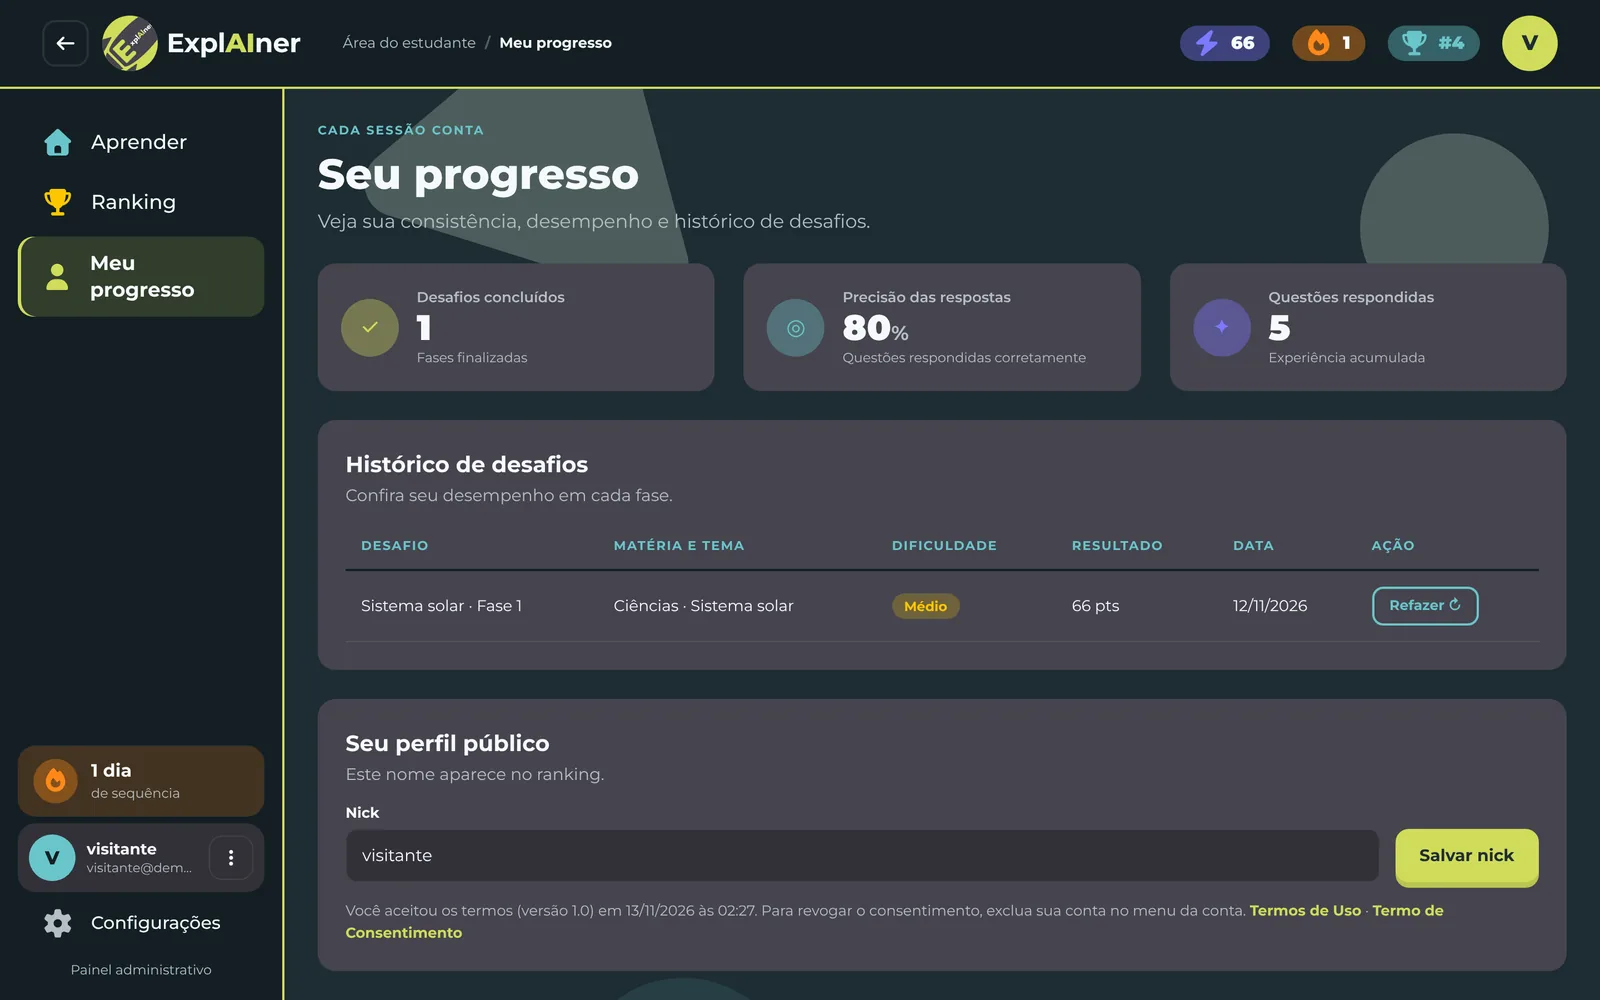 ExplAIner
ExplAIner
Área do estudante / Meu progresso
66
1
#4
V
Aprender
Ranking
Meu
progresso
1 dia
de sequência
V
visitante
visitante@dem...
Configurações
Painel administrativo
CADA SESSÃO CONTA
Seu progresso
Veja sua consistência, desempenho e histórico de desafios.
Desafios concluídos
1
Fases finalizadas
Precisão das respostas
80%
Questões respondidas corretamente
Questões respondidas
5
Experiência acumulada
Histórico de desafios
Confira seu desempenho em cada fase.
DESAFIO MATÉRIA E TEMA DIFICULDADE RESULTADO DATA AÇÃO
Sistema solar · Fase 1 Ciências · Sistema solar Médio 66 pts 12/11/2026 Refazer ↻
Seu perfil público
Este nome aparece no ranking.
Nick
visitante
Salvar nick
Você aceitou os termos (versão 1.0) em 13/11/2026 às 02:27. Para revogar o consentimento, exclua sua conta no menu da conta. Termos de Uso · Termo de
Consentimento